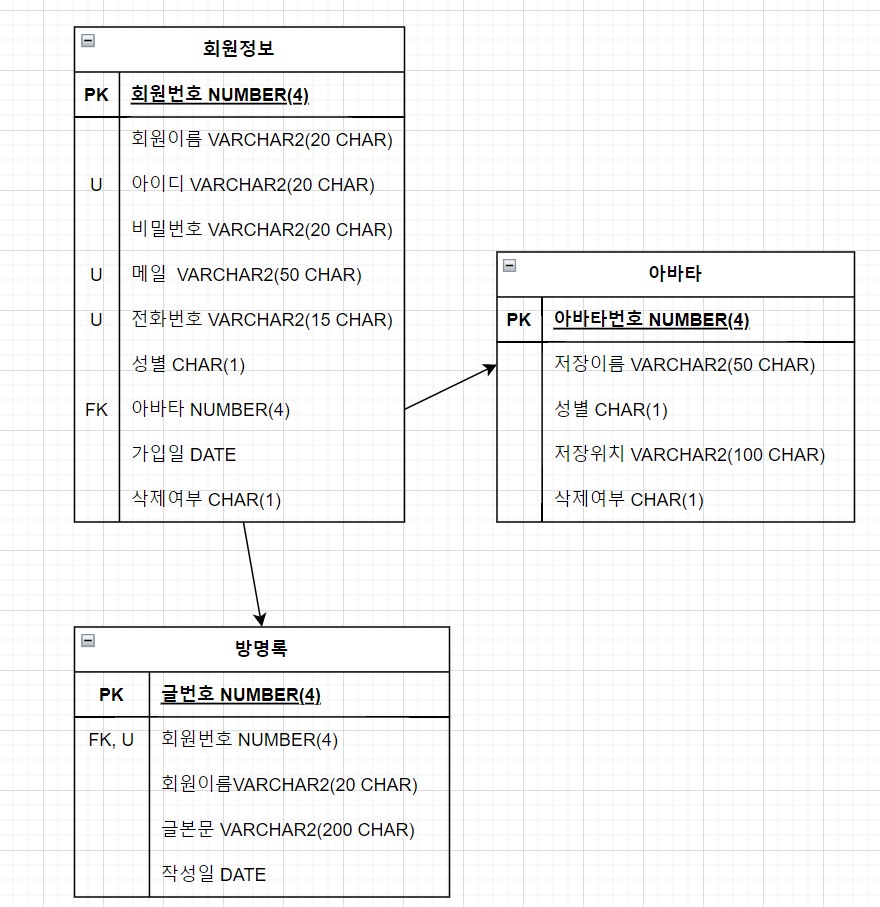 회원정보
PK 회원번호 NUMBER(4)
회원이름 VARCHAR2(20 CHAR)
U 아이디 VARCHAR2(20 CHAR)
비밀번호 VARCHAR2(20 CHAR)
U 메일  VARCHAR2(50 CHAR)
U 전화번호 VARCHAR2(15 CHAR)
성별 CHAR(1)
FK 아바타 NUMBER(4)
가입일 DATE
삭제여부 CHAR(1)
아바타
PK 아바타번호 NUMBER(4)
저장이름 VARCHAR2(50 CHAR)
성별 CHAR(1)
저장위치 VARCHAR2(100 CHAR)
삭제여부 CHAR(1)
방명록
PK 글번호 NUMBER(4)
FK, U 회원번호 NUMBER(4)
회원이름VARCHAR2(20 CHAR)
글본문 VARCHAR2(200 CHAR)
작성일 DATE